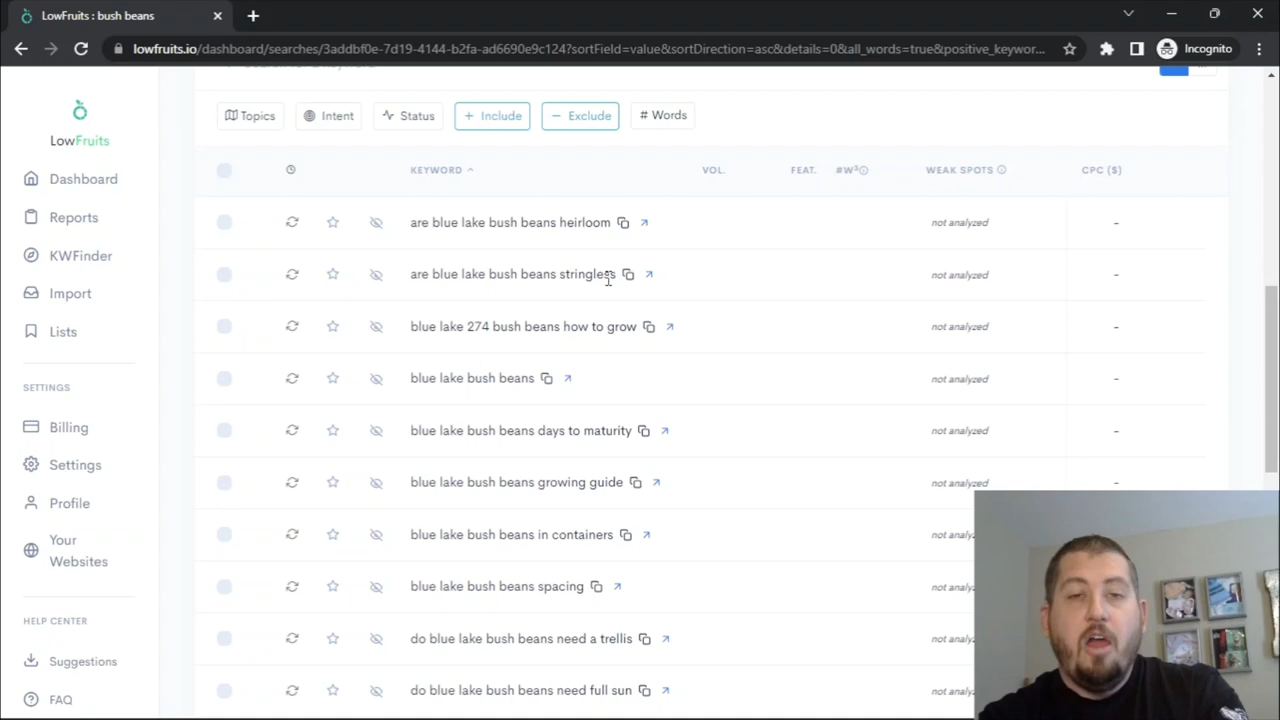 LowFruits : bush beans
lowfruits.io/dashboard/searches/3addbf0e-7d19-4144-b2fa-ad6690e9c124?sortField=value&sortDirection=asc&details=0&all_words=true&positive_keywor...
Incognito
LowFruits
Dashboard
Reports
KWFinder
Import
Lists
SETTINGS
Billing
Settings
Profile
Your
Websites
HELP CENTER
Suggestions
FAQ
Topics
Intent
Status
+ Include
− Exclude
# Words
KEYWORD VOL. FEAT. #W³ WEAK SPOTS CPC ($)
are blue lake bush beans heirloom not analyzed -
are blue lake bush beans stringless not analyzed -
blue lake 274 bush beans how to grow not analyzed -
blue lake bush beans not analyzed -
blue lake bush beans days to maturity not analyzed -
blue lake bush beans growing guide not analyzed -
blue lake bush beans in containers not
blue lake bush beans spacing not
do blue lake bush beans need a trellis not
do blue lake bush beans need full sun not